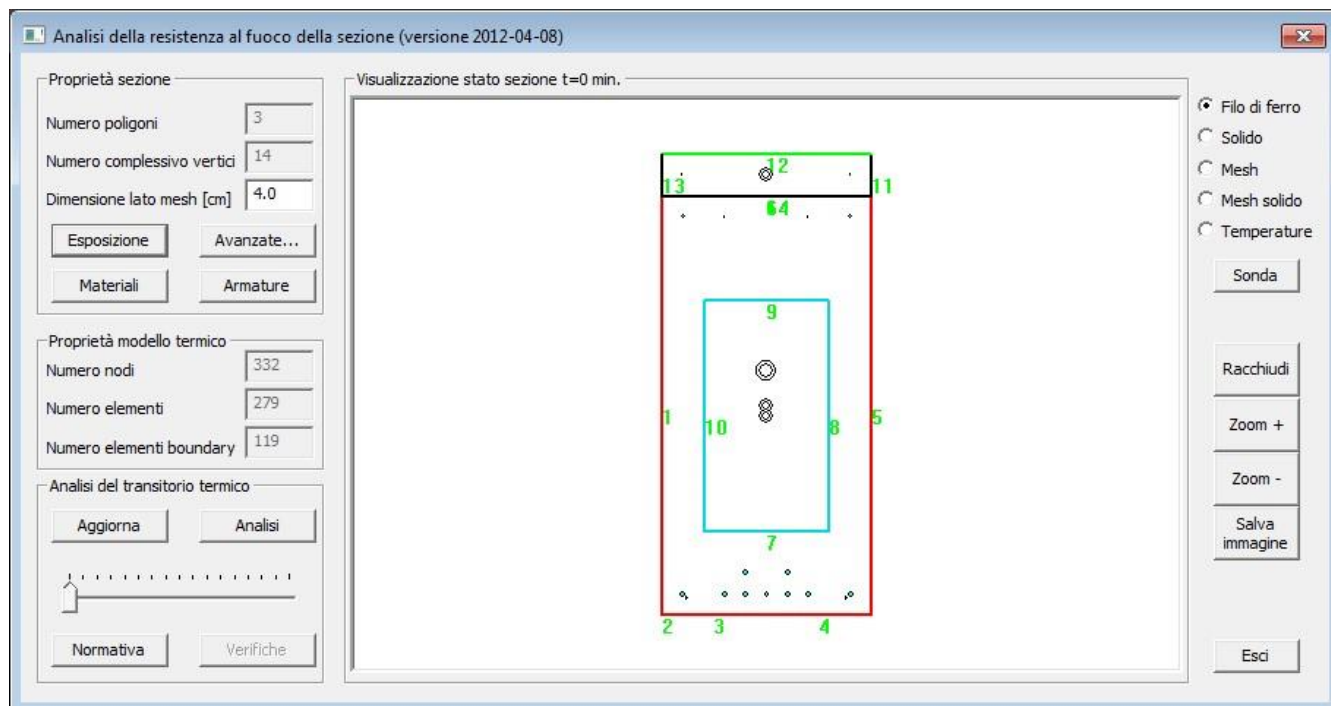 Analisi della resistenza al fuoco della sezione (versione 2012-04-08)
Proprietà sezione
Numero poligoni 3
Numero complessivo vertici 14
Dimensione lato mesh [cm] 4.0
Esposizione Avanzate...
Materiali Armature
Proprietà modello termico
Numero nodi 332
Numero elementi 279
Numero elementi boundary 119
Analisi del transitorio termico
Aggiorna Analisi
Normativa Verifiche
Visualizzazione stato sezione t=0 min.
12
13 11
14
9
1 10 8 5
7
2 3 4
Filo di ferro
Solido
Mesh
Mesh solido
Temperature
Sonda
Racchiudi
Zoom +
Zoom -
Salva
immagine
Esci